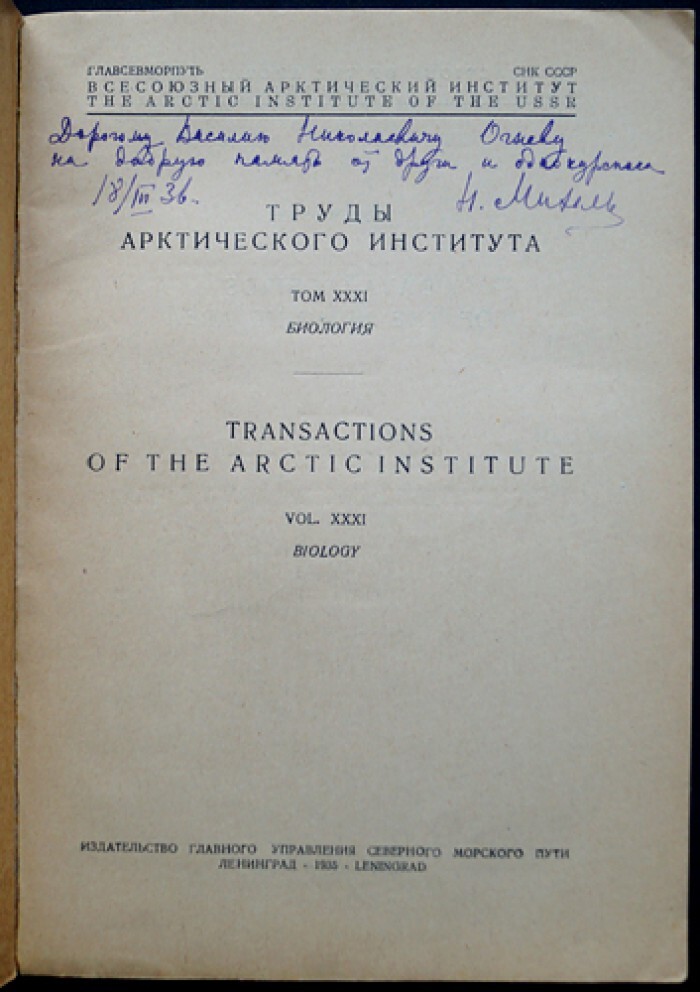 ГЛАВСЕВМОРПУТЬ СНК СССР
ВСЕСОЮЗНЫЙ АРКТИЧЕСКИЙ ИНСТИТУТ
THE ARCTIC INSTITUTE OF THE USSR
Дорогому Василию Николаевичу Огневу
на добрую память от друга и
18/III 36. Н.
ТРУДЫ
АРКТИЧЕСКОГО ИНСТИТУТА
ТОМ XXXI
БИОЛОГИЯ
TRANSACTIONS
OF THE ARCTIC INSTITUTE
VOL. XXXI
BIOLOGY
ИЗДАТЕЛЬСТВО ГЛАВНОГО УПРАВЛЕНИЯ СЕВЕРНОГО МОРСКОГО ПУТИ
ЛЕНИНГРАД - 1935 - LENINGRAD